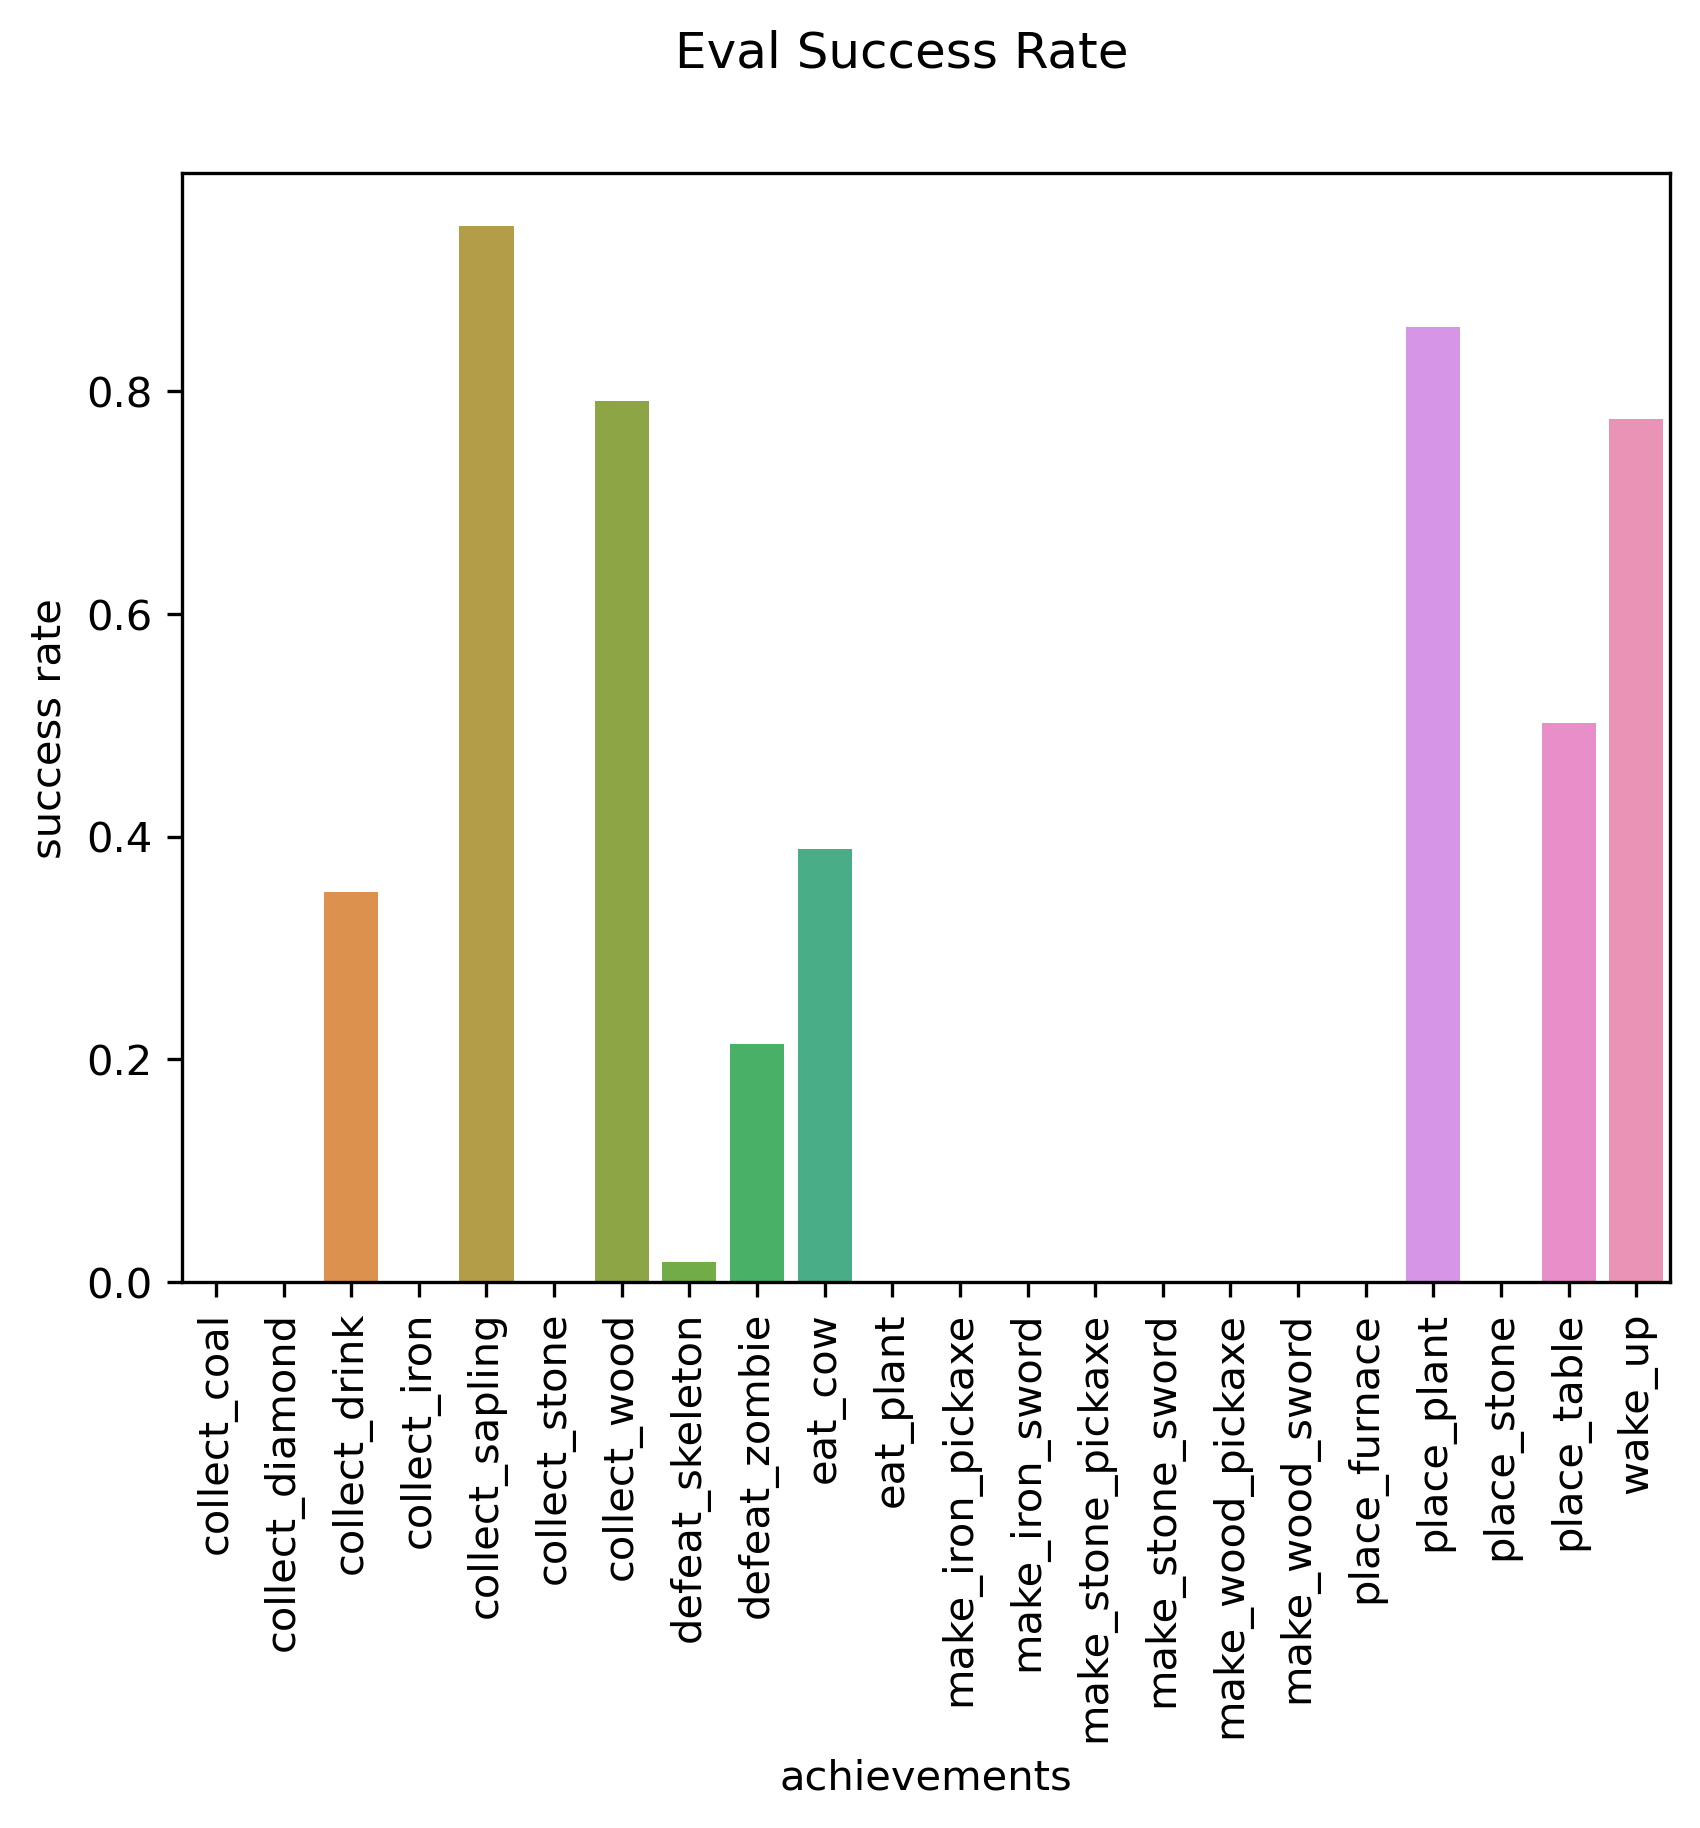 Eval Success Rate
success rate
0.8
0.6
0.4
0.2
0.0
collect_coal
collect_diamond
collect_drink
collect_iron
collect_sapling
collect_stone
collect_wood
defeat_skeleton
defeat_zombie
eat_cow
eat_plant
make_iron_pickaxe
make_iron_sword
make_stone_pickaxe
make_stone_sword
make_wood_pickaxe
make_wood_sword
place_furnace
place_plant
place_stone
place_table
wake_up
achievements